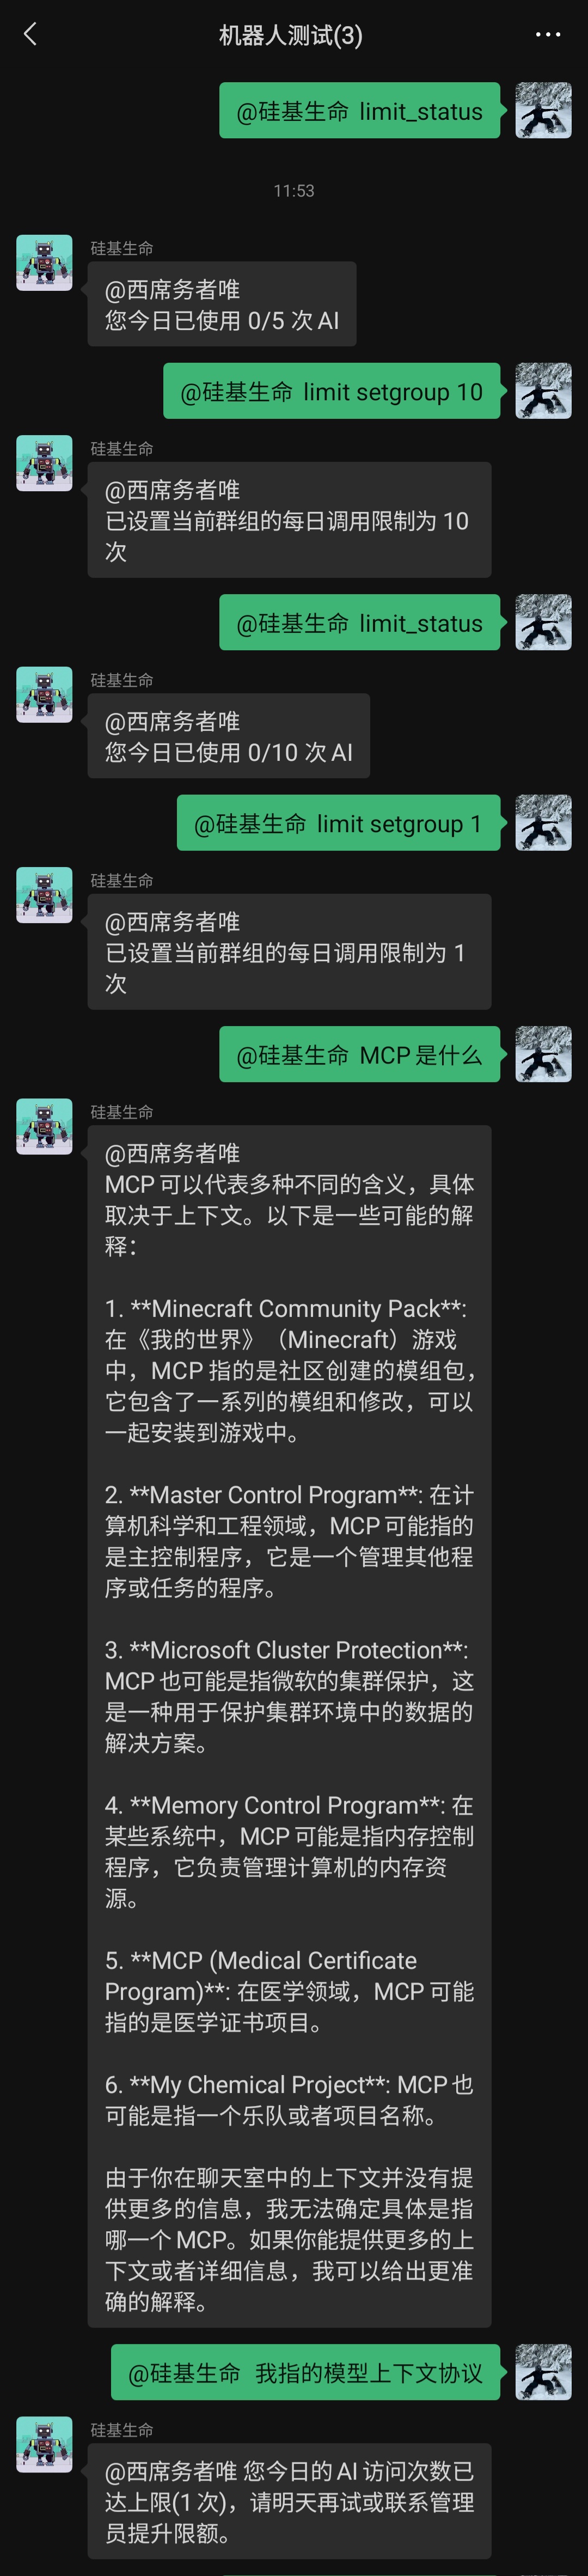 机器人测试(3)
@硅基生命 limit_status
11:53
硅基生命
@西席务者唯
您今日已使用 0/5 次 AI
@硅基生命 limit setgroup 10
硅基生命
@西席务者唯
已设置当前群组的每日调用限制为 10
次
@硅基生命 limit_status
硅基生命
@西席务者唯
您今日已使用 0/10 次 AI
@硅基生命 limit setgroup 1
硅基生命
@西席务者唯
已设置当前群组的每日调用限制为 1
次
@硅基生命 MCP 是什么
硅基生命
@西席务者唯
MCP 可以代表多种不同的含义，具体
取决于上下文。以下是一些可能的解
释：
1. **Minecraft Community Pack**:
在《我的世界》（Minecraft）游戏
中，MCP 指的是社区创建的模组包，
它包含了一系列的模组和修改，可以
一起安装到游戏中。
2. **Master Control Program**: 在计
算机科学和工程领域，MCP 可能指的
是主控制程序，它是一个管理其他程
序或任务的程序。
3. **Microsoft Cluster Protection**:
MCP 也可能是指微软的集群保护，这
是一种用于保护集群环境中的数据的
解决方案。
4. **Memory Control Program**: 在
某些系统中，MCP 可能是指内存控制
程序，它负责管理计算机的内存资
源。
5. **MCP (Medical Certificate
Program)**: 在医学领域，MCP 可能
指的是医学证书项目。
6. **My Chemical Project**: MCP 也
可能是指一个乐队或者项目名称。
由于你在聊天室中的上下文并没有提
供更多的信息，我无法确定具体是指
哪一个 MCP。如果你能提供更多的上
下文或者详细信息，我可以给出更准
确的解释。
@硅基生命 我指的模型上下文协议
硅基生命
@西席务者唯 您今日的 AI 访问次数已
达上限(1 次)，请明天再试或联系管理
员提升限额。